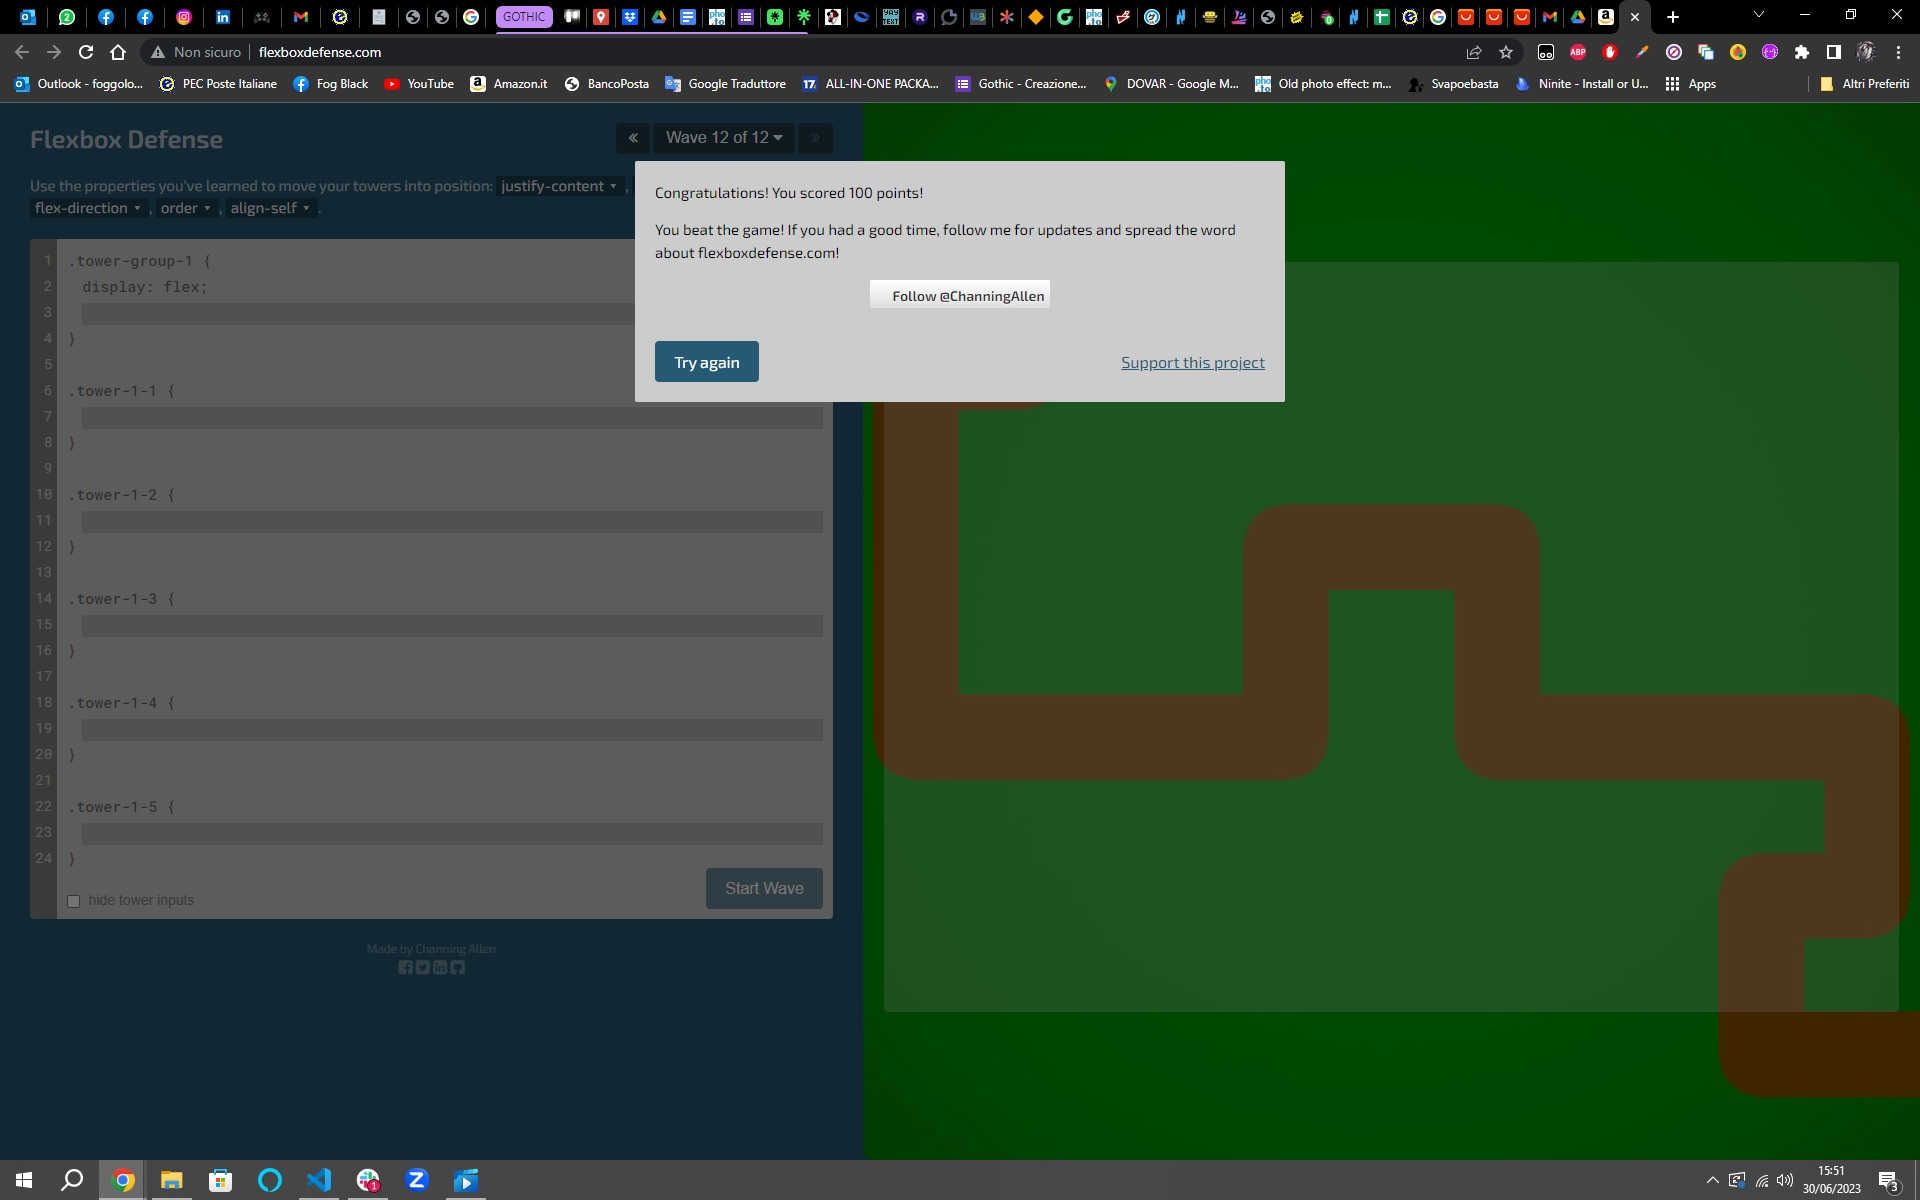 GOTHIC
Non sicuro flexboxdefense.com
Outlook - foggolo... PEC Poste Italiane Fog Black YouTube Amazon.it BancoPosta Google Traduttore ALL-IN-ONE PACKA... Gothic - Creazione... DOVAR - Google M... Old photo effect: m... Svapoebasta Ninite - Install or U... Apps Altri Preferiti
Flexbox Defense
« Wave 12 of 12 »
Use the properties you've learned to move your towers into position: justify-content ,
flex-direction , order , align-self .
Congratulations! You scored 100 points!
You beat the game! If you had a good time, follow me for updates and spread the word
about flexboxdefense.com!
Follow @ChanningAllen
Try again Support this project
1 .tower-group-1 {
2 display: flex;
3
4 }
5
6 .tower-1-1 {
7
8 }
9
10 .tower-1-2 {
11
12 }
13
14 .tower-1-3 {
15
16 }
17
18 .tower-1-4 {
19
20 }
21
22 .tower-1-5 {
23
24 }
hide tower inputs Start Wave
Made by Channing Allen
15:51
30/06/2023
3